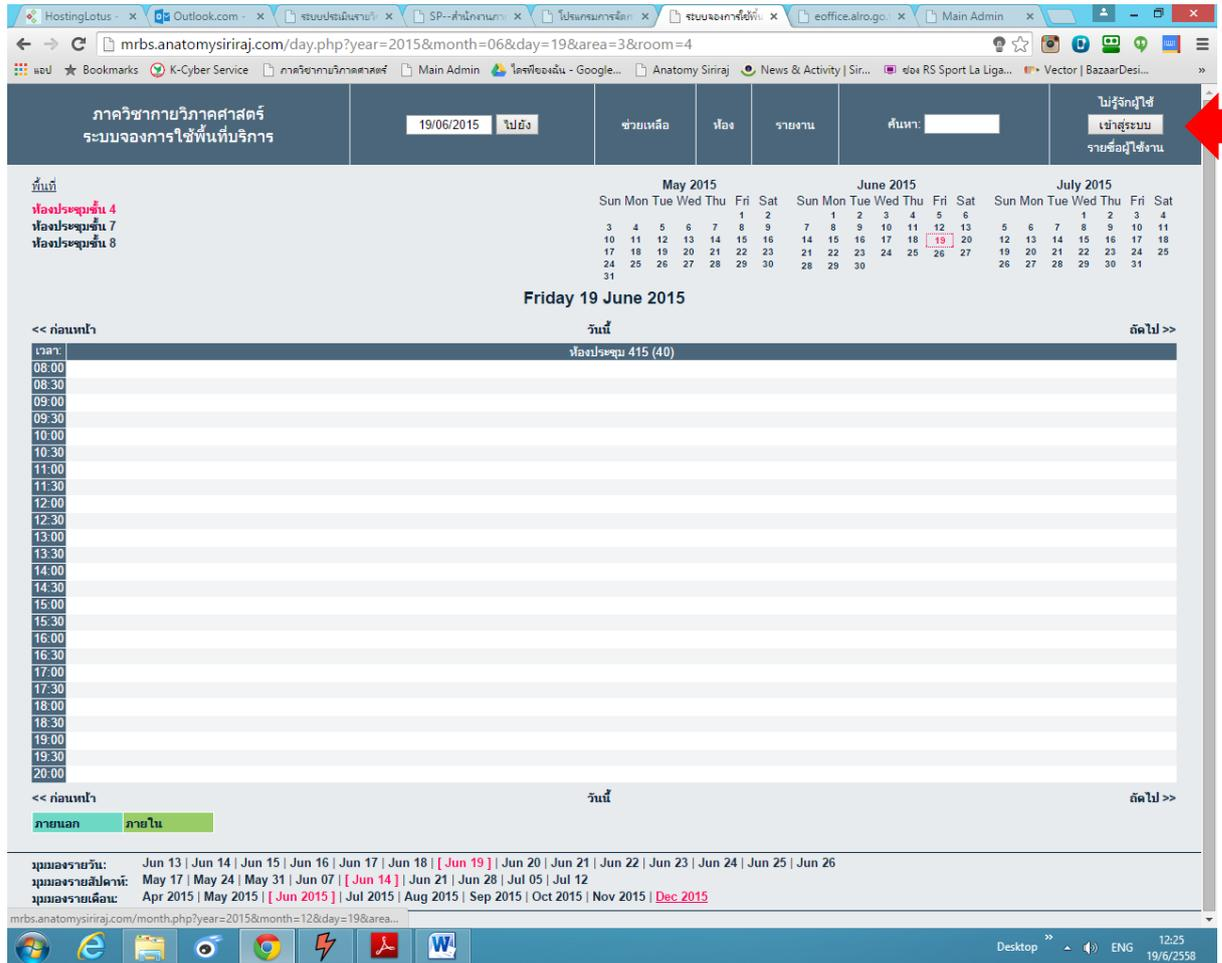 HostingLotus -
Outlook.com -
ระบบประเมินรายวิ
SP--สำนักงานภา
โปรแกรมการจัดก
ระบบจองการใช้พื้น
eoffice.alro.go.t
Main Admin
mrbs.anatomysiriraj.com/day.php?year=2015&month=06&day=19&area=3&room=4
แอป
Bookmarks
K-Cyber Service
ภาควิชากายวิภาคศาสตร์
Main Admin
ไดรฟ์ของฉัน - Google...
Anatomy Siriraj
News & Activity | Sir...
ช่อง RS Sport La Liga...
Vector | BazaarDesi...
»
ภาควิชากายวิภาคศาสตร์
ระบบจองการใช้พื้นที่บริการ
19/06/2015 ไปยัง
ช่วยเหลือ
ห้อง
รายงาน
ค้นหา:
ไม่รู้จักผู้ใช้
เข้าสู่ระบบ
รายชื่อผู้ใช้งาน
พื้นที่
ห้องประชุมชั้น 4
ห้องประชุมชั้น 7
ห้องประชุมชั้น 8
May 2015
Sun Mon Tue Wed Thu Fri Sat
1 2
3 4 5 6 7 8 9
10 11 12 13 14 15 16
17 18 19 20 21 22 23
24 25 26 27 28 29 30
31
June 2015
Sun Mon Tue Wed Thu Fri Sat
1 2 3 4 5 6
7 8 9 10 11 12 13
14 15 16 17 18 19 20
21 22 23 24 25 26 27
28 29 30
July 2015
Sun Mon Tue Wed Thu Fri Sat
1 2 3 4
5 6 7 8 9 10 11
12 13 14 15 16 17 18
19 20 21 22 23 24 25
26 27 28 29 30 31
Friday 19 June 2015
<< ก่อนหน้า วันนี้ ถัดไป >>
เวลา: ห้องประชุม 415 (40)
08:00
08:30
09:00
09:30
10:00
10:30
11:00
11:30
12:00
12:30
13:00
13:30
14:00
14:30
15:00
15:30
16:00
16:30
17:00
17:30
18:00
18:30
19:00
19:30
20:00
<< ก่อนหน้า วันนี้ ถัดไป >>
ภายนอก ภายใน
มุมมองรายวัน: Jun 13 | Jun 14 | Jun 15 | Jun 16 | Jun 17 | Jun 18 | [ Jun 19 ] | Jun 20 | Jun 21 | Jun 22 | Jun 23 | Jun 24 | Jun 25 | Jun 26
มุมมองรายสัปดาห์: May 17 | May 24 | May 31 | Jun 07 | [ Jun 14 ] | Jun 21 | Jun 28 | Jul 05 | Jul 12
มุมมองรายเดือน: Apr 2015 | May 2015 | [ Jun 2015 ] | Jul 2015 | Aug 2015 | Sep 2015 | Oct 2015 | Nov 2015 | Dec 2015
mrbs.anatomysiriraj.com/month.php?year=2015&month=12&day=19&area...
Desktop » ENG 12:25
19/6/2558